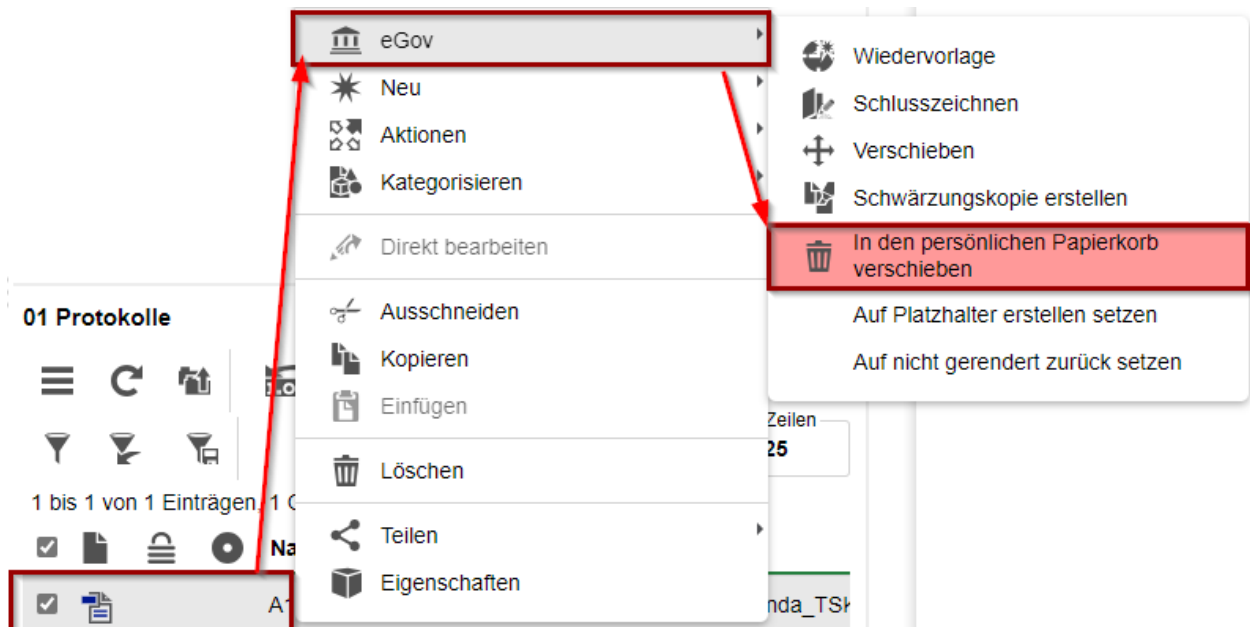 eGov
Neu
Aktionen
Kategorisieren
Direkt bearbeiten
Ausschneiden
Kopieren
Einfügen
Löschen
Teilen
Eigenschaften
Wiedervorlage
Schlusszeichnen
Verschieben
Schwärzungskopie erstellen
In den persönlichen Papierkorb
verschieben
Auf Platzhalter erstellen setzen
Auf nicht gerendert zurück setzen
01 Protokolle
Zeilen
25
1 bis 1 von 1 Einträgen, 1
Na
A1
nda_TSK